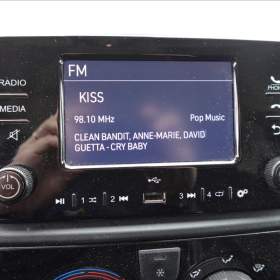 FM
RADIO
KISS
PHONE
MEDIA
98.10 MHz
Pop Music
CLEAN BANDIT, ANNE-MARIE, DAVID
GUETTA - CRY BABY
VOL
1
2
3
4